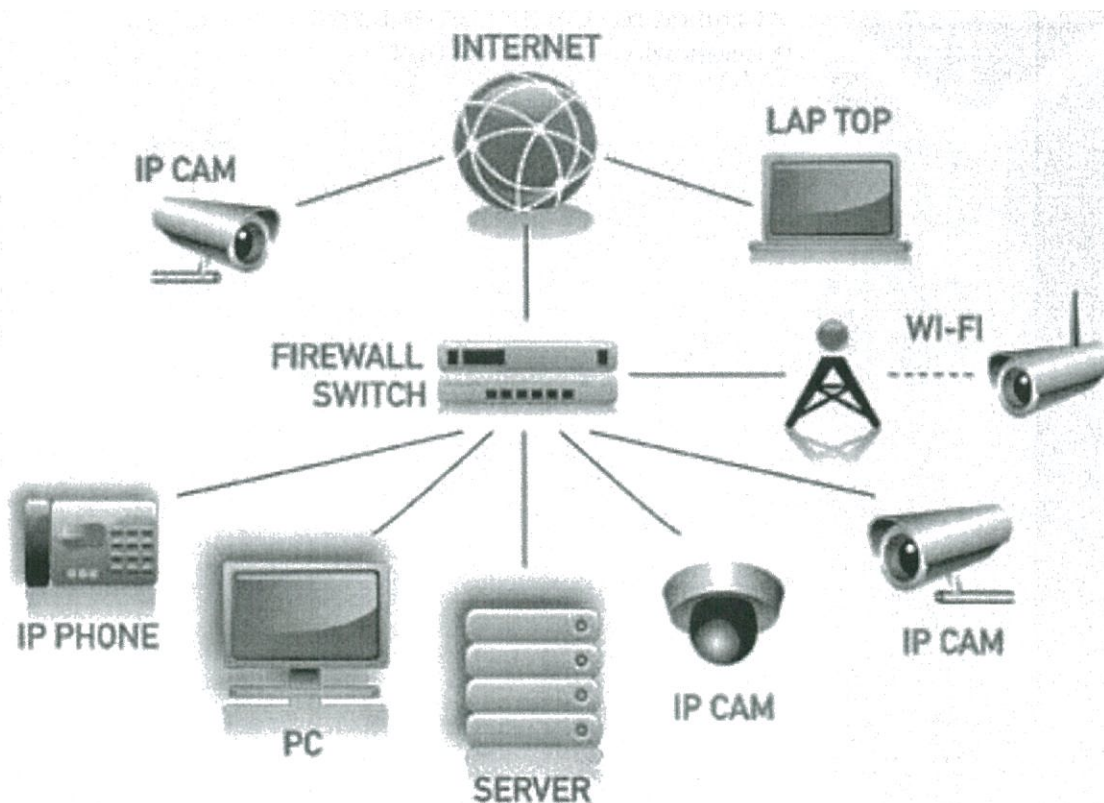 INTERNET
LAP TOP
IP CAM
WI-FI
FIREWALL
SWITCH
IP PHONE
IP CAM
IP CAM
PC
SERVER